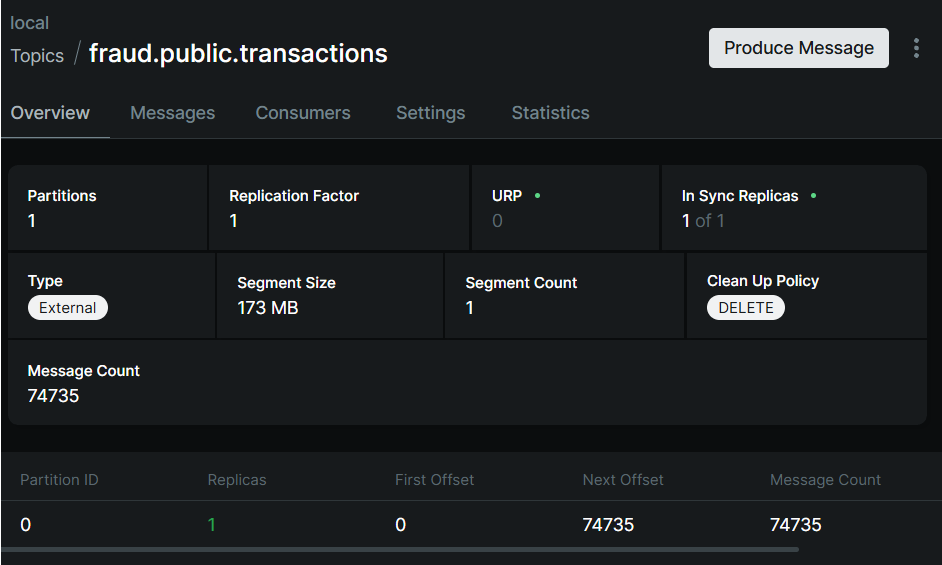 local
Topics / fraud.public.transactions
Produce Message
Overview Messages Consumers Settings Statistics
Partitions Replication Factor URP In Sync Replicas
1 1 0 1 of 1
Type Segment Size Segment Count Clean Up Policy
External 173 MB 1 DELETE
Message Count
74735
Partition ID Replicas First Offset Next Offset Message Count
0 1 0 74735 74735